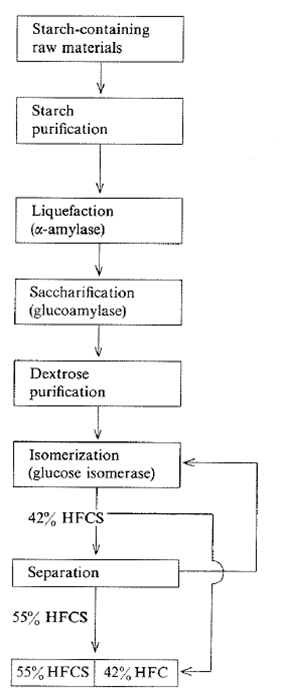 Starch-containing
raw materials
Starch
purification
Liquefaction
(α-amylase)
Saccharification
(glucoamylase)
Dextrose
purification
Isomerization
(glucose isomerase)
42% HFCS
Separation
55% HFCS
55% HFCS 42% HFC